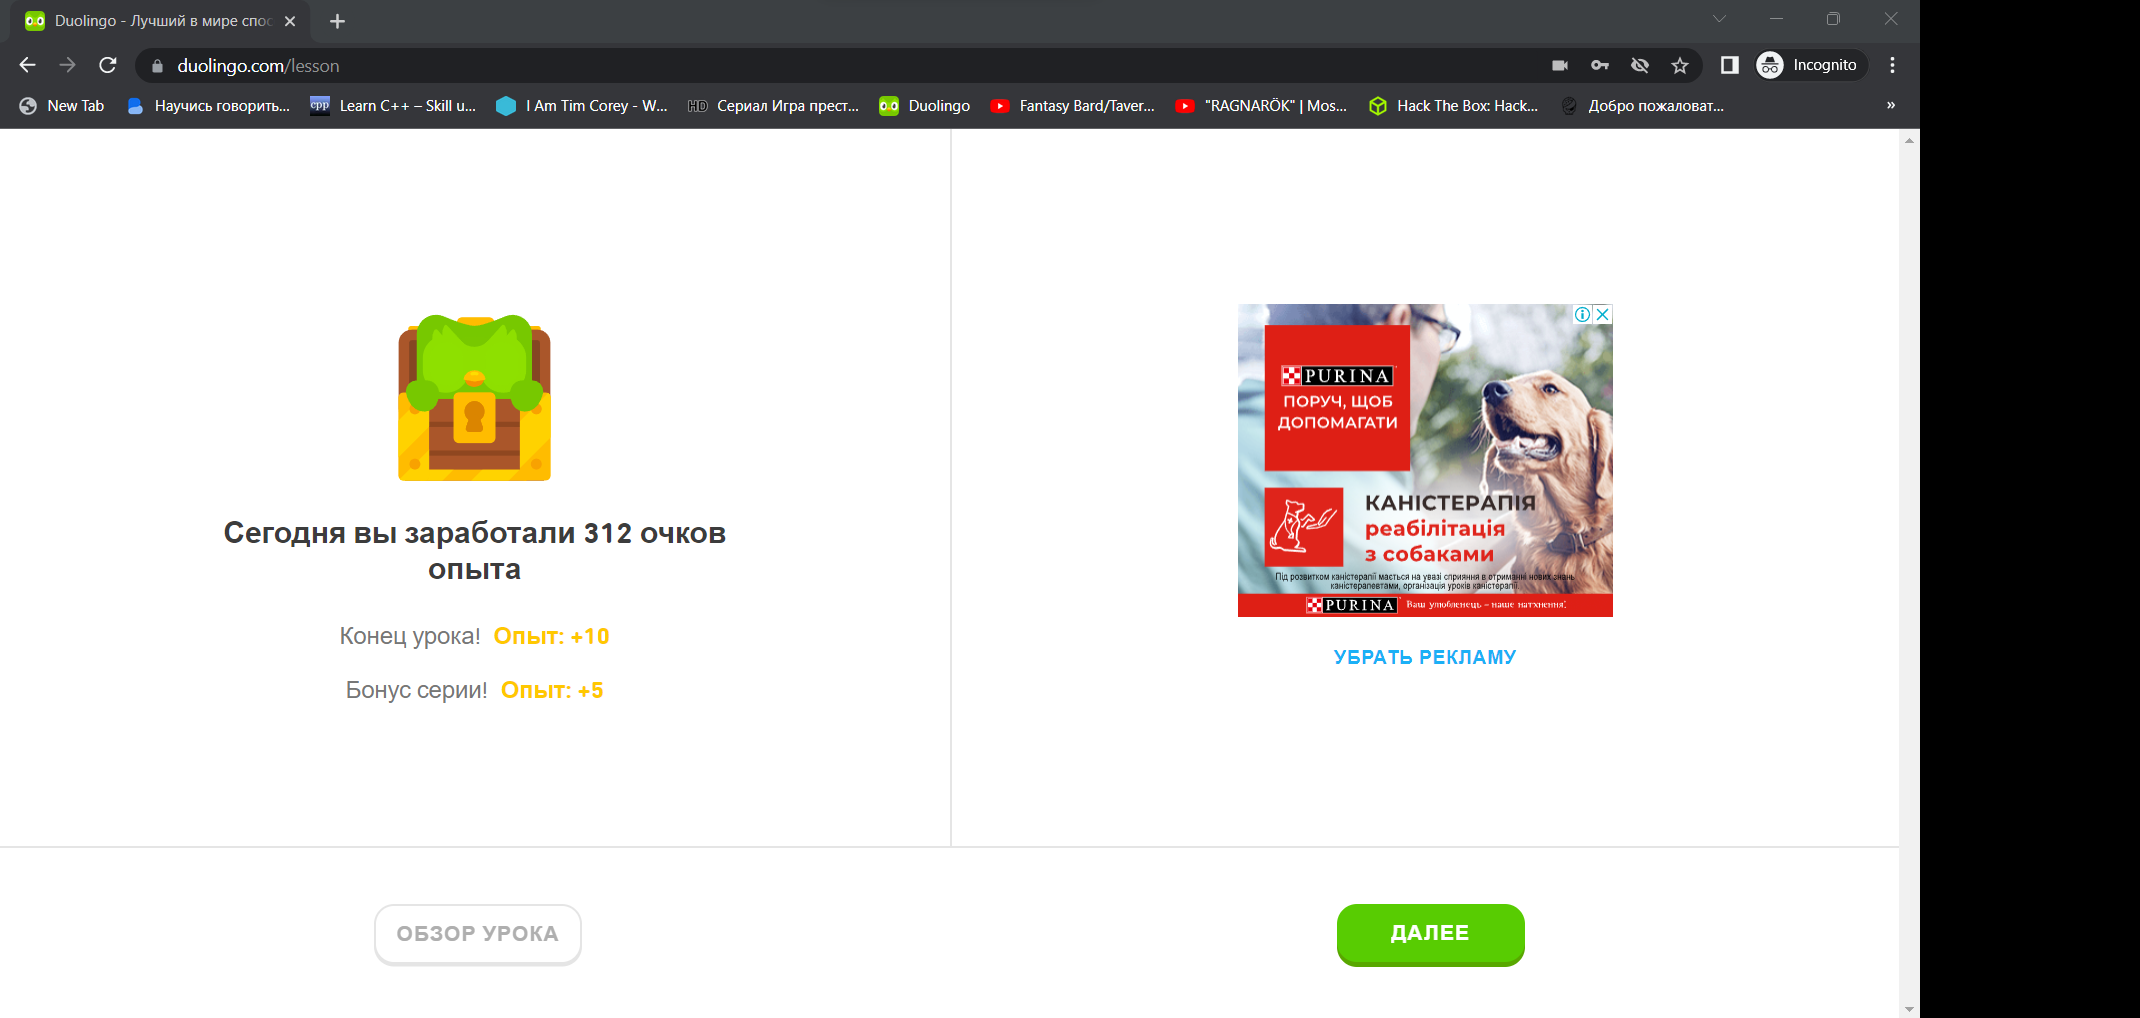 Duolingo - Лучший в мире спос
duolingo.com/lesson
Incognito
New Tab
Научись говорить...
cpp
Learn C++ – Skill u...
I Am Tim Corey - W...
HD
Сериал Игра прест...
Duolingo
Fantasy Bard/Taver...
"RAGNARÖK" | Mos...
Hack The Box: Hack...
Добро пожаловат...
»
Сегодня вы заработали 312 очков
опыта
Конец урока! Опыт: +10
Бонус серии! Опыт: +5
PURINA
ПОРУЧ, ЩОБ
ДОПОМАГАТИ
КАНІСТЕРАПІЯ
реабілітація
з собаками
Під розвитком каністерапії мається на увазі сприяння в отриманні нових знань
каністерапевтами, організація уроків каністерапії.
PURINA Ваш улюбленець – наше натхнення!
УБРАТЬ РЕКЛАМУ
ОБЗОР УРОКА
ДАЛЕЕ